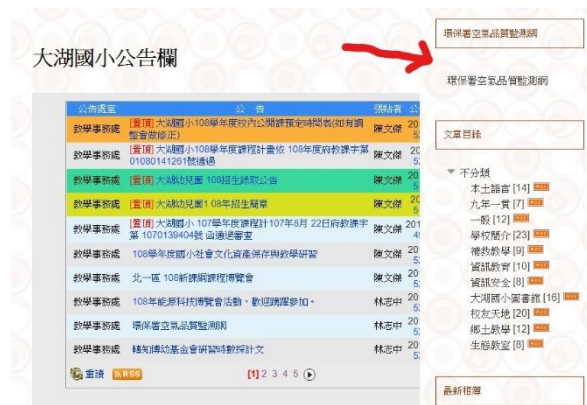 大湖國小公告欄
公告處室 公 告 張貼者 公
教學事務處 [置頂] 大湖國小108學年度校內公開課預定時間表(如有調整會做修正) 陳文傑 20
教學事務處 [置頂] 大湖國小108學年度課程計畫依 108年度府教課字第 01080141261號通過 陳文傑 20
教學事務處 [置頂] 大湖幼兒園 108招生錄取公告 陳文傑 20
教學事務處 [置頂] 大湖幼兒園1 08年招生簡章 陳文傑 20
教學事務處 [置頂] 大湖國小 107學年度課程計107年8月 22日府教課字第 1070139404號 函通過審查 陳文傑 201
教學事務處 108學年度國小社會文化資產保存與教學研習 陳文傑 20
教學事務處 北一區 108新課綱課程博覽會 陳文傑 20
教學事務處 108年能源科技博覽會活動，歡迎踴躍參加。 林志中 20
教學事務處 環保署空氣品質監測網 林志中 20
教學事務處 轉知博幼基金會研習時數採計文 林志中 20
重讀 RSS [1] 2 3 4 5
環保署空氣品質監測網
環保署空氣品質監測網
文章目錄
不分類
本土語言 [14]
九年一貫 [7]
一般 [12]
學校簡介 [23]
補救教學 [9]
資訊教育 [10]
資訊安全 [8]
大湖國小圖書館 [16]
校友天地 [20]
鄉土教學 [12]
生態教室 [8]
最新相簿